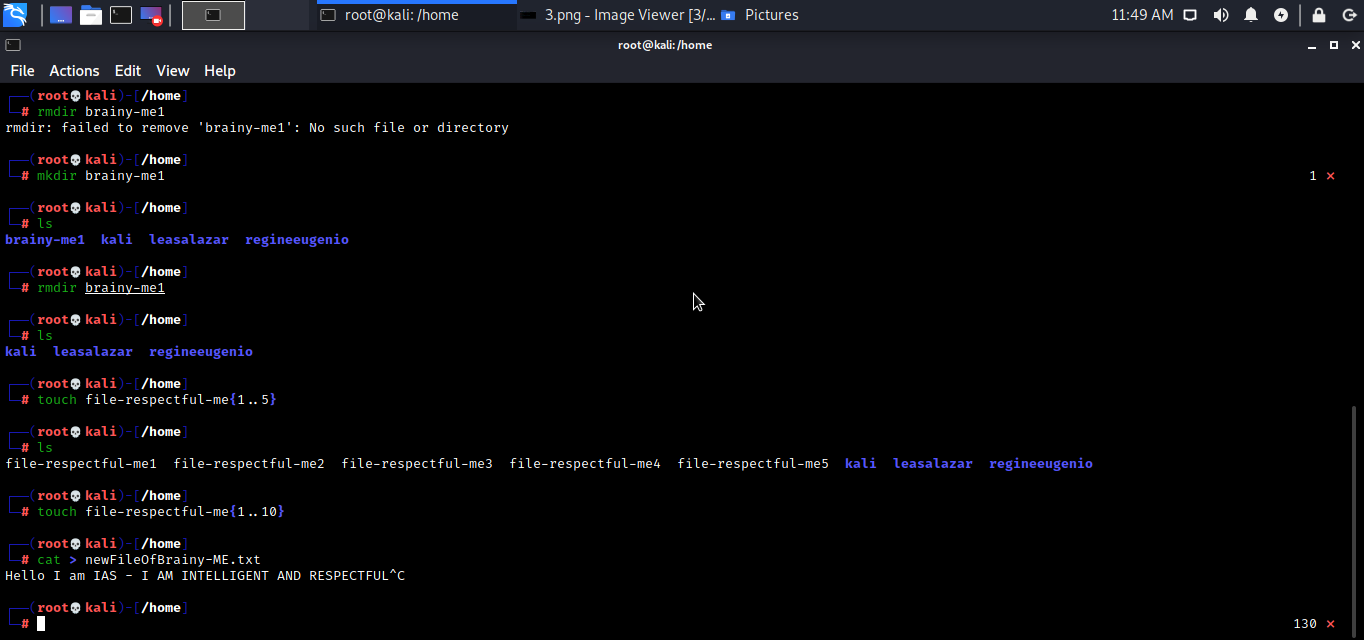 root@kali: /home
3.png - Image Viewer [3/...
Pictures
11:49 AM
root@kali: /home
File Actions Edit View Help
┌──(root💀kali)-[/home]
└─# rmdir brainy-me1
rmdir: failed to remove 'brainy-me1': No such file or directory
┌──(root💀kali)-[/home]
└─# mkdir brainy-me1 1 ⨯
┌──(root💀kali)-[/home]
└─# ls
brainy-me1 kali leasalazar regineeugenio
┌──(root💀kali)-[/home]
└─# rmdir brainy-me1
┌──(root💀kali)-[/home]
└─# ls
kali leasalazar regineeugenio
┌──(root💀kali)-[/home]
└─# touch file-respectful-me{1..5}
┌──(root💀kali)-[/home]
└─# ls
file-respectful-me1 file-respectful-me2 file-respectful-me3 file-respectful-me4 file-respectful-me5 kali leasalazar regineeugenio
┌──(root💀kali)-[/home]
└─# touch file-respectful-me{1..10}
┌──(root💀kali)-[/home]
└─# cat > newFileOfBrainy-ME.txt
Hello I am IAS - I AM INTELLIGENT AND RESPECTFUL^C
┌──(root💀kali)-[/home]
└─# 130 ⨯